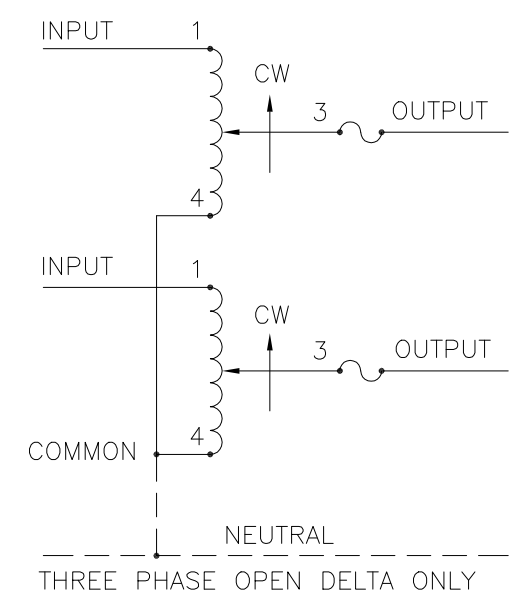 INPUT 1
CW
3 OUTPUT
4
INPUT 1
CW
3 OUTPUT
4
COMMON
NEUTRAL
THREE PHASE OPEN DELTA ONLY